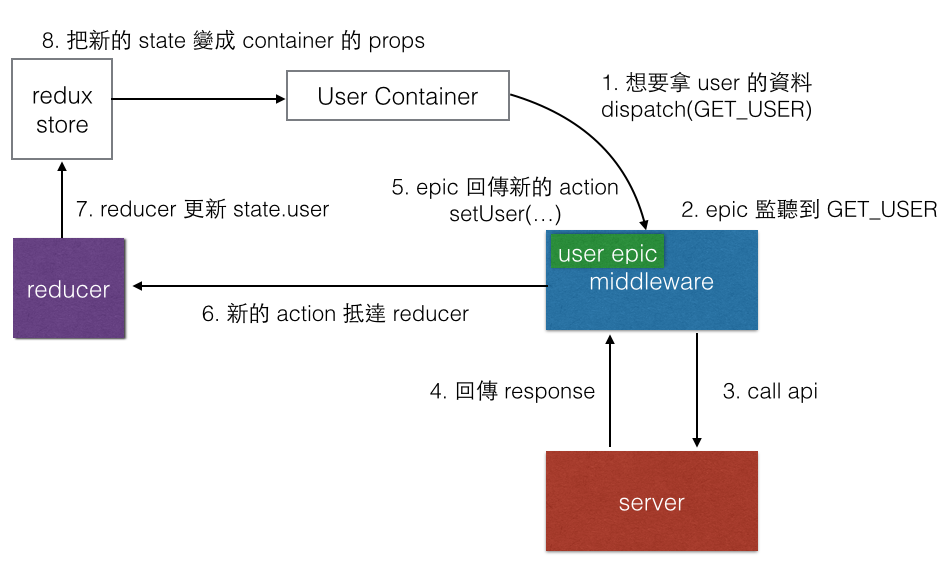 8. 把新的 state 變成 container 的 props
redux
store
User Container
1. 想要拿 user 的資料
dispatch(GET_USER)
5. epic 回傳新的 action
setUser(…)
7. reducer 更新 state.user
2. epic 監聽到 GET_USER
user epic
middleware
reducer
6. 新的 action 抵達 reducer
4. 回傳 response
3. call api
server